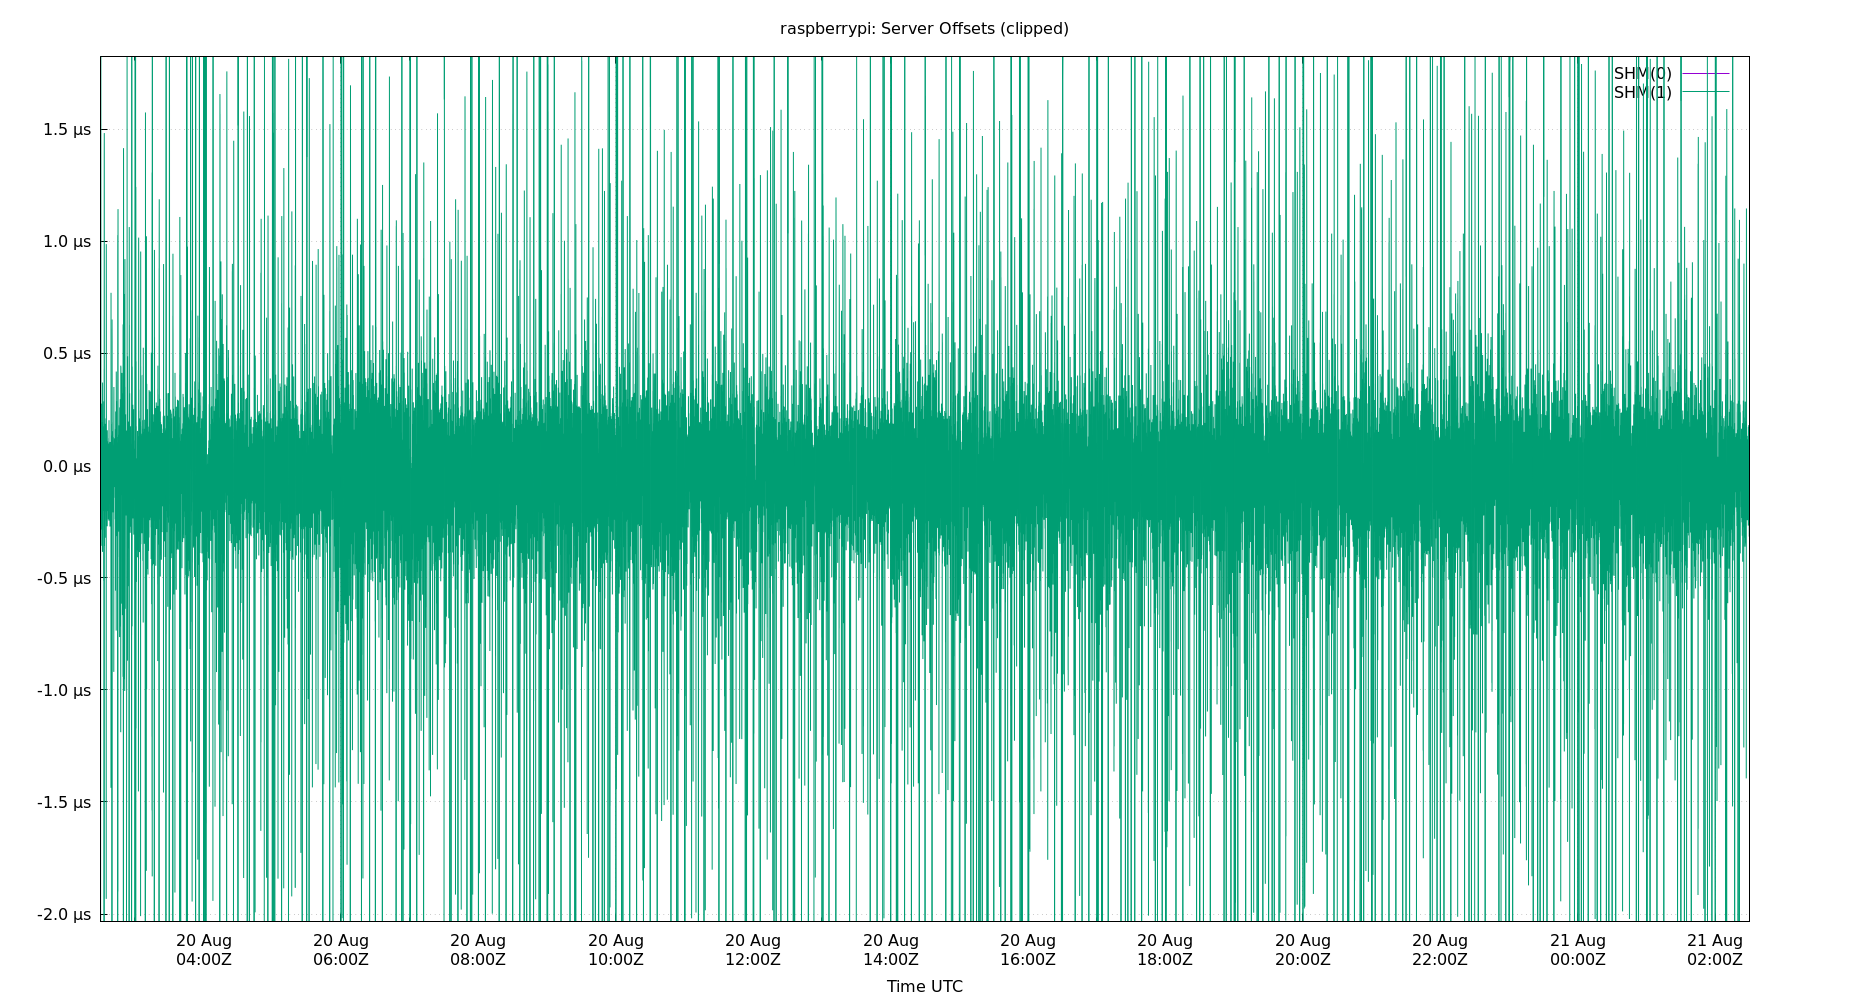 raspberrypi: Server Offsets (clipped)
SHM(0)
SHM(1)
1.5 µs
1.0 µs
0.5 µs
0.0 µs
-0.5 µs
-1.0 µs
-1.5 µs
-2.0 µs
20 Aug 20 Aug 20 Aug 20 Aug 20 Aug 20 Aug 20 Aug 20 Aug 20 Aug 20 Aug 21 Aug 21 Aug
04:00Z 06:00Z 08:00Z 10:00Z 12:00Z 14:00Z 16:00Z 18:00Z 20:00Z 22:00Z 00:00Z 02:00Z
Time UTC